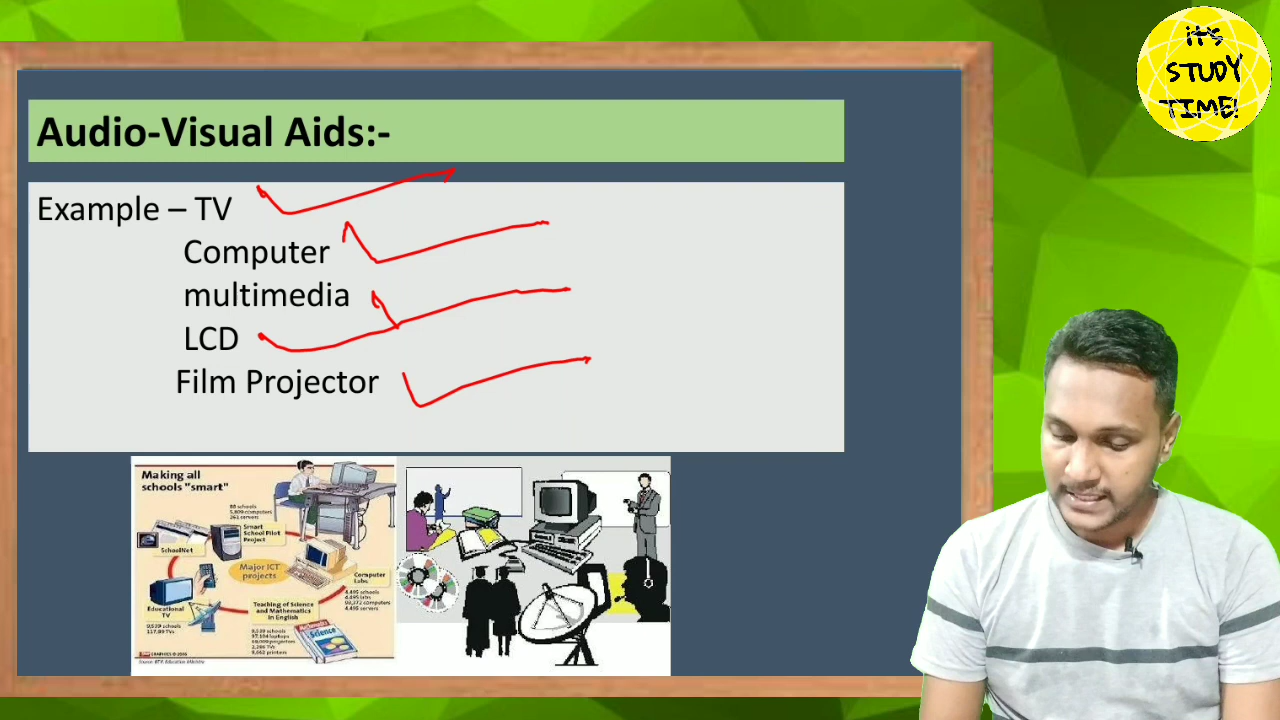 iT'S
STUDY
TIME!
Audio-Visual Aids:-
Example – TV
Computer
multimedia
LCD
Film Projector
Making all
schools "smart"
Smart
School Pilot
Project
SchoolNet
Major ICT
projects
Computer
Labs
Educational
TV
Teaching of Science
and Mathematics
in English
Science